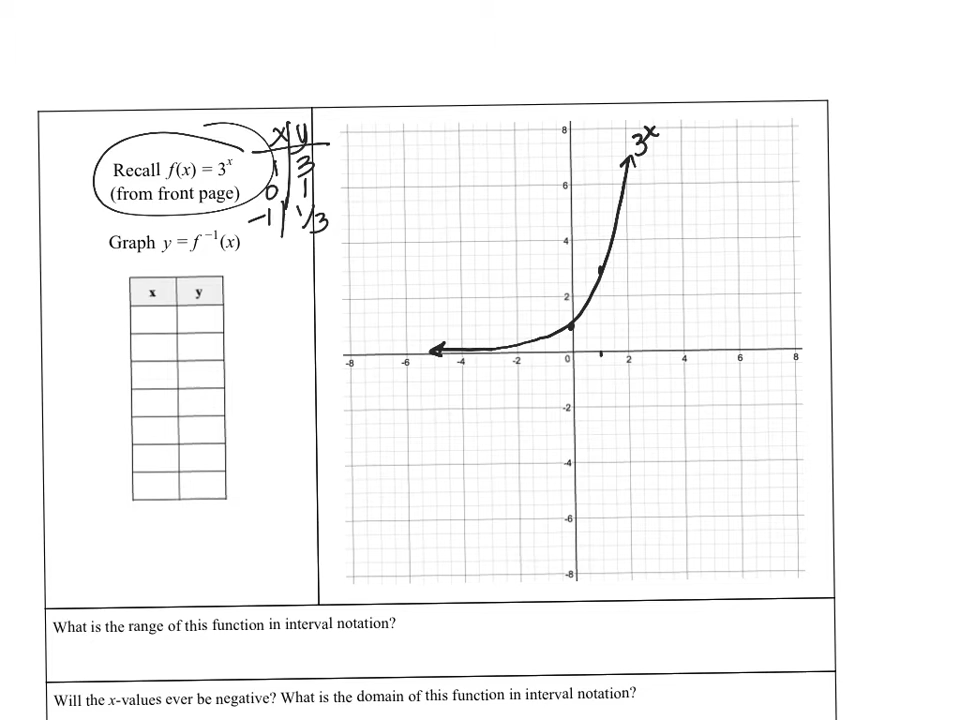 x y
1 3
0 1
-1 1/3
Recall f(x) = 3^x
(from front page)
Graph y = f^{-1}(x)
x y
3^x
8
6
4
2
-8 -6 -4 -2 0 2 4 6 8
-2
-4
-6
-8
What is the range of this function in interval notation?
Will the x-values ever be negative? What is the domain of this function in interval notation?